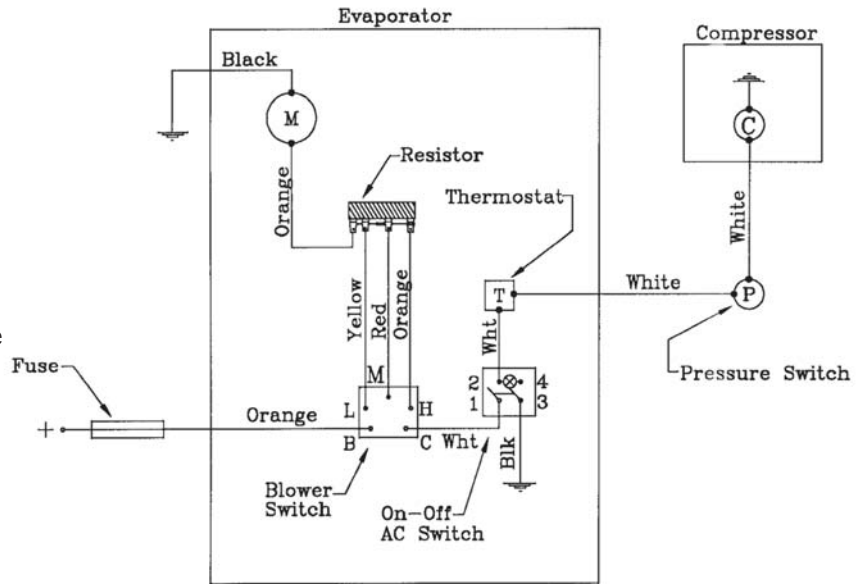 Evaporator
Compressor
Black
M
C
Resistor
Orange
Thermostat
White
T
White
P
Yellow
Red
Orange
Wht
e
Fuse
M
2
4
Pressure Switch
L
H
1
3
+
Orange
B
C
Wht
Blk
Blower
Switch
On-Off
AC Switch